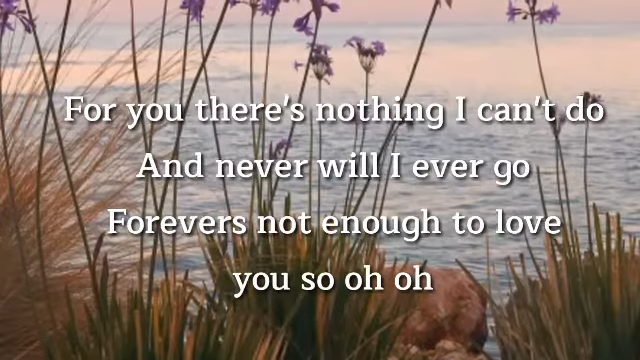 For you there's nothing I can't do
And never will I ever go
Forevers not enough to love
you so oh oh